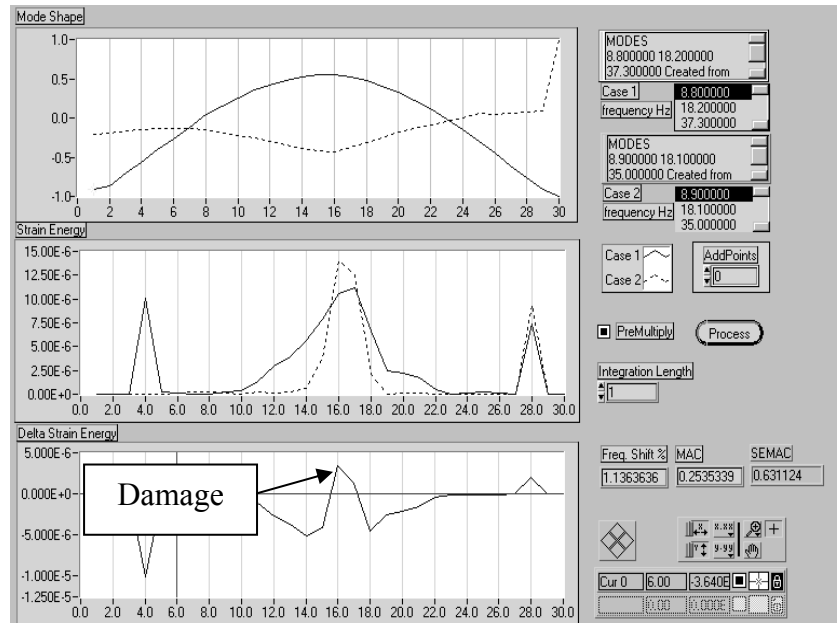 Mode Shape
1.0-
0.5-
0.0-
-0.5-
-1.0-
0 2 4 6 8 10 12 14 16 18 20 22 24 26 28 30
Strain Energy
15.00E-6-
12.50E-6-
10.00E-6-
7.50E-6-
5.00E-6-
2.50E-6-
0.00E+0-
0.0 2.0 4.0 6.0 8.0 10.0 12.0 14.0 16.0 18.0 20.0 22.0 24.0 26.0 28.0 30.0
Delta Strain Energy
5.000E-6-
0.000E+0-
-5.000E-6-
-1.000E-5-
-1.250E-5-
0.0 2.0 4.0 6.0 8.0 10.0 12.0 14.0 16.0 18.0 20.0 22.0 24.0 26.0 28.0 30.0
Damage
MODES
8.800000 18.200000
37.300000 Created from
Case 1
frequency Hz
8.800000
18.200000
37.300000
MODES
8.900000 18.100000
35.000000 Created from
Case 2
frequency Hz
8.900000
18.100000
35.000000
Case 1
Case 2
AddPoints
0
PreMultiply
Process
Integration Length
1
Freq. Shift % MAC SEMAC
1.1363636 0.2535339 0.631124
x.xx
y.yy
Cur 0 6.00 -3.640E
0.00 0.000E